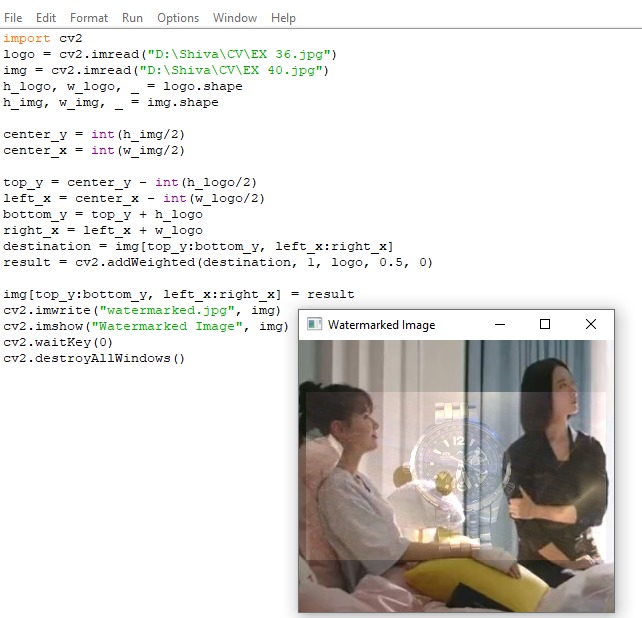 File Edit Format Run Options Window Help
import cv2
logo = cv2.imread("D:\Shiva\CV\EX 36.jpg")
img = cv2.imread("D:\Shiva\CV\EX 40.jpg")
h_logo, w_logo, _ = logo.shape
h_img, w_img, _ = img.shape
center_y = int(h_img/2)
center_x = int(w_img/2)
top_y = center_y - int(h_logo/2)
left_x = center_x - int(w_logo/2)
bottom_y = top_y + h_logo
right_x = left_x + w_logo
destination = img[top_y:bottom_y, left_x:right_x]
result = cv2.addWeighted(destination, 1, logo, 0.5, 0)
img[top_y:bottom_y, left_x:right_x] = result
cv2.imwrite("watermarked.jpg", img)
cv2.imshow("Watermarked Image", img)
cv2.waitKey(0)
cv2.destroyAllWindows()
Watermarked Image
12